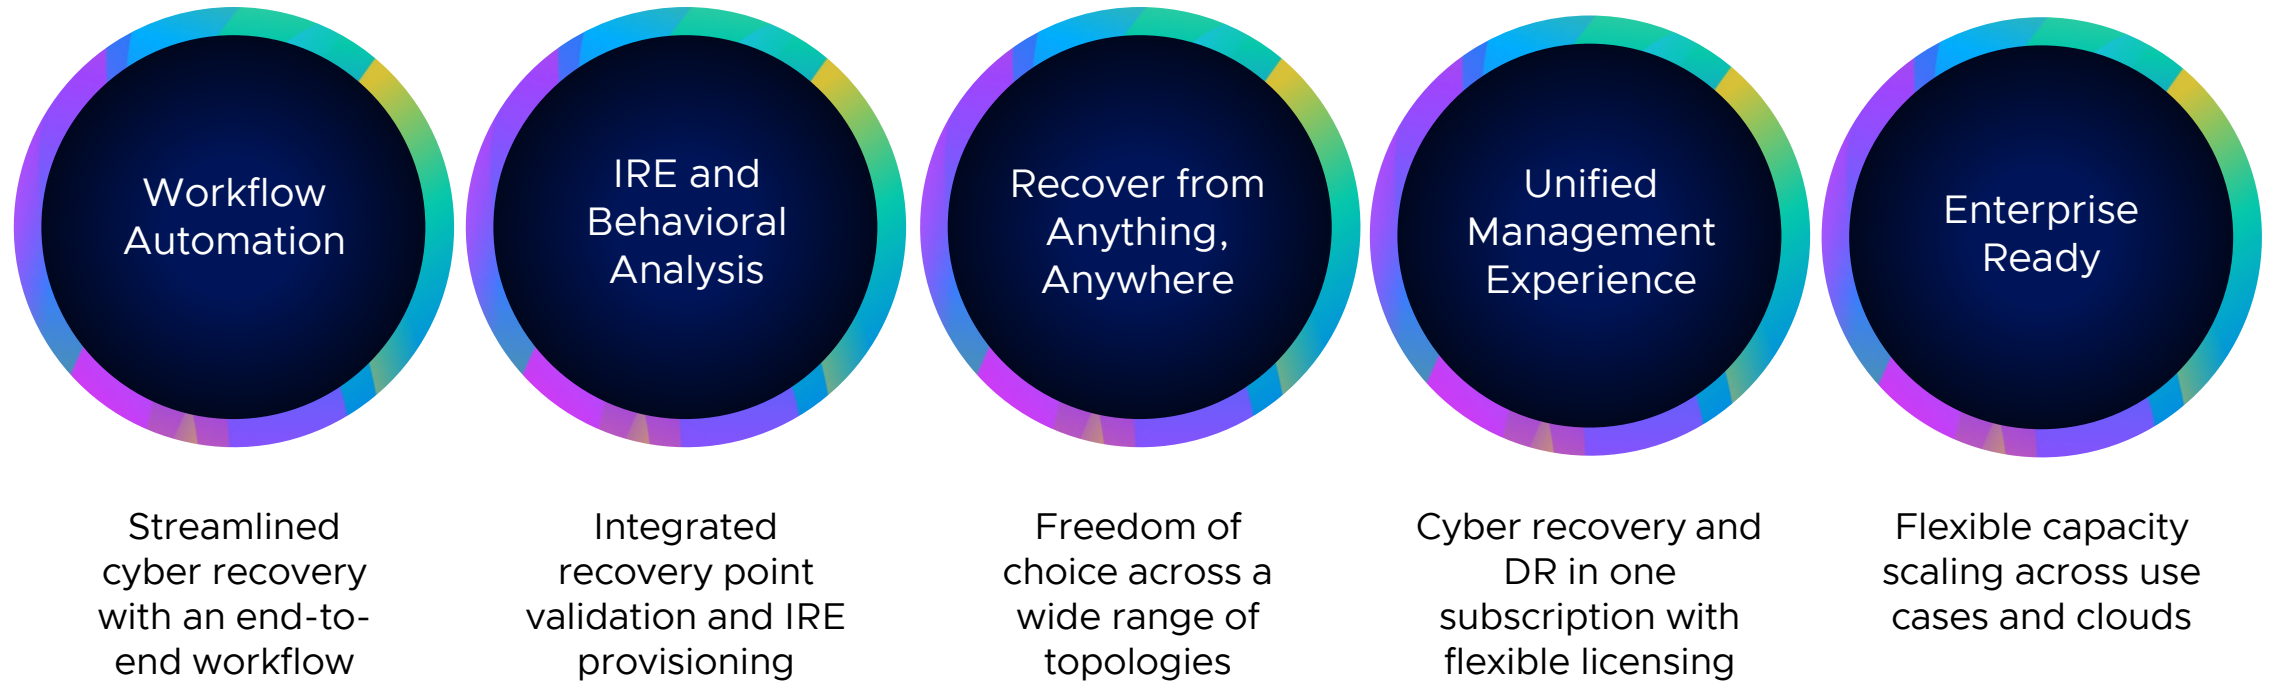 Workflow
Automation
IRE and
Behavioral
Analysis
Recover from
Anything,
Anywhere
Unified
Management
Experience
Enterprise
Ready
Streamlined
cyber recovery
with an end-to-
end workflow
Integrated
recovery point
validation and IRE
provisioning
Freedom of
choice across a
wide range of
topologies
Cyber recovery and
DR in one
subscription with
flexible licensing
Flexible capacity
scaling across use
cases and clouds